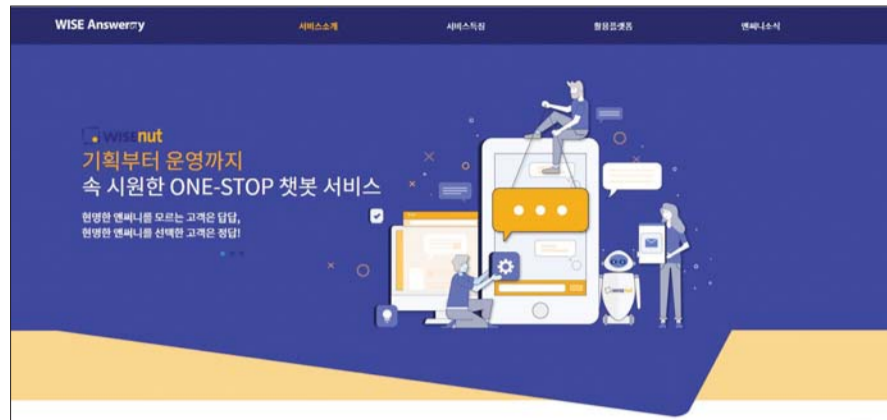 WISE Answerny
서비스소개
서비스특징
활용플랫폼
앤써니소식
WISEnut
기획부터 운영까지
속 시원한 ONE-STOP 챗봇 서비스
현명한 앤써니를 모르는 고객은 답답,
현명한 앤써니를 선택한 고객은 정답!
WISEnut